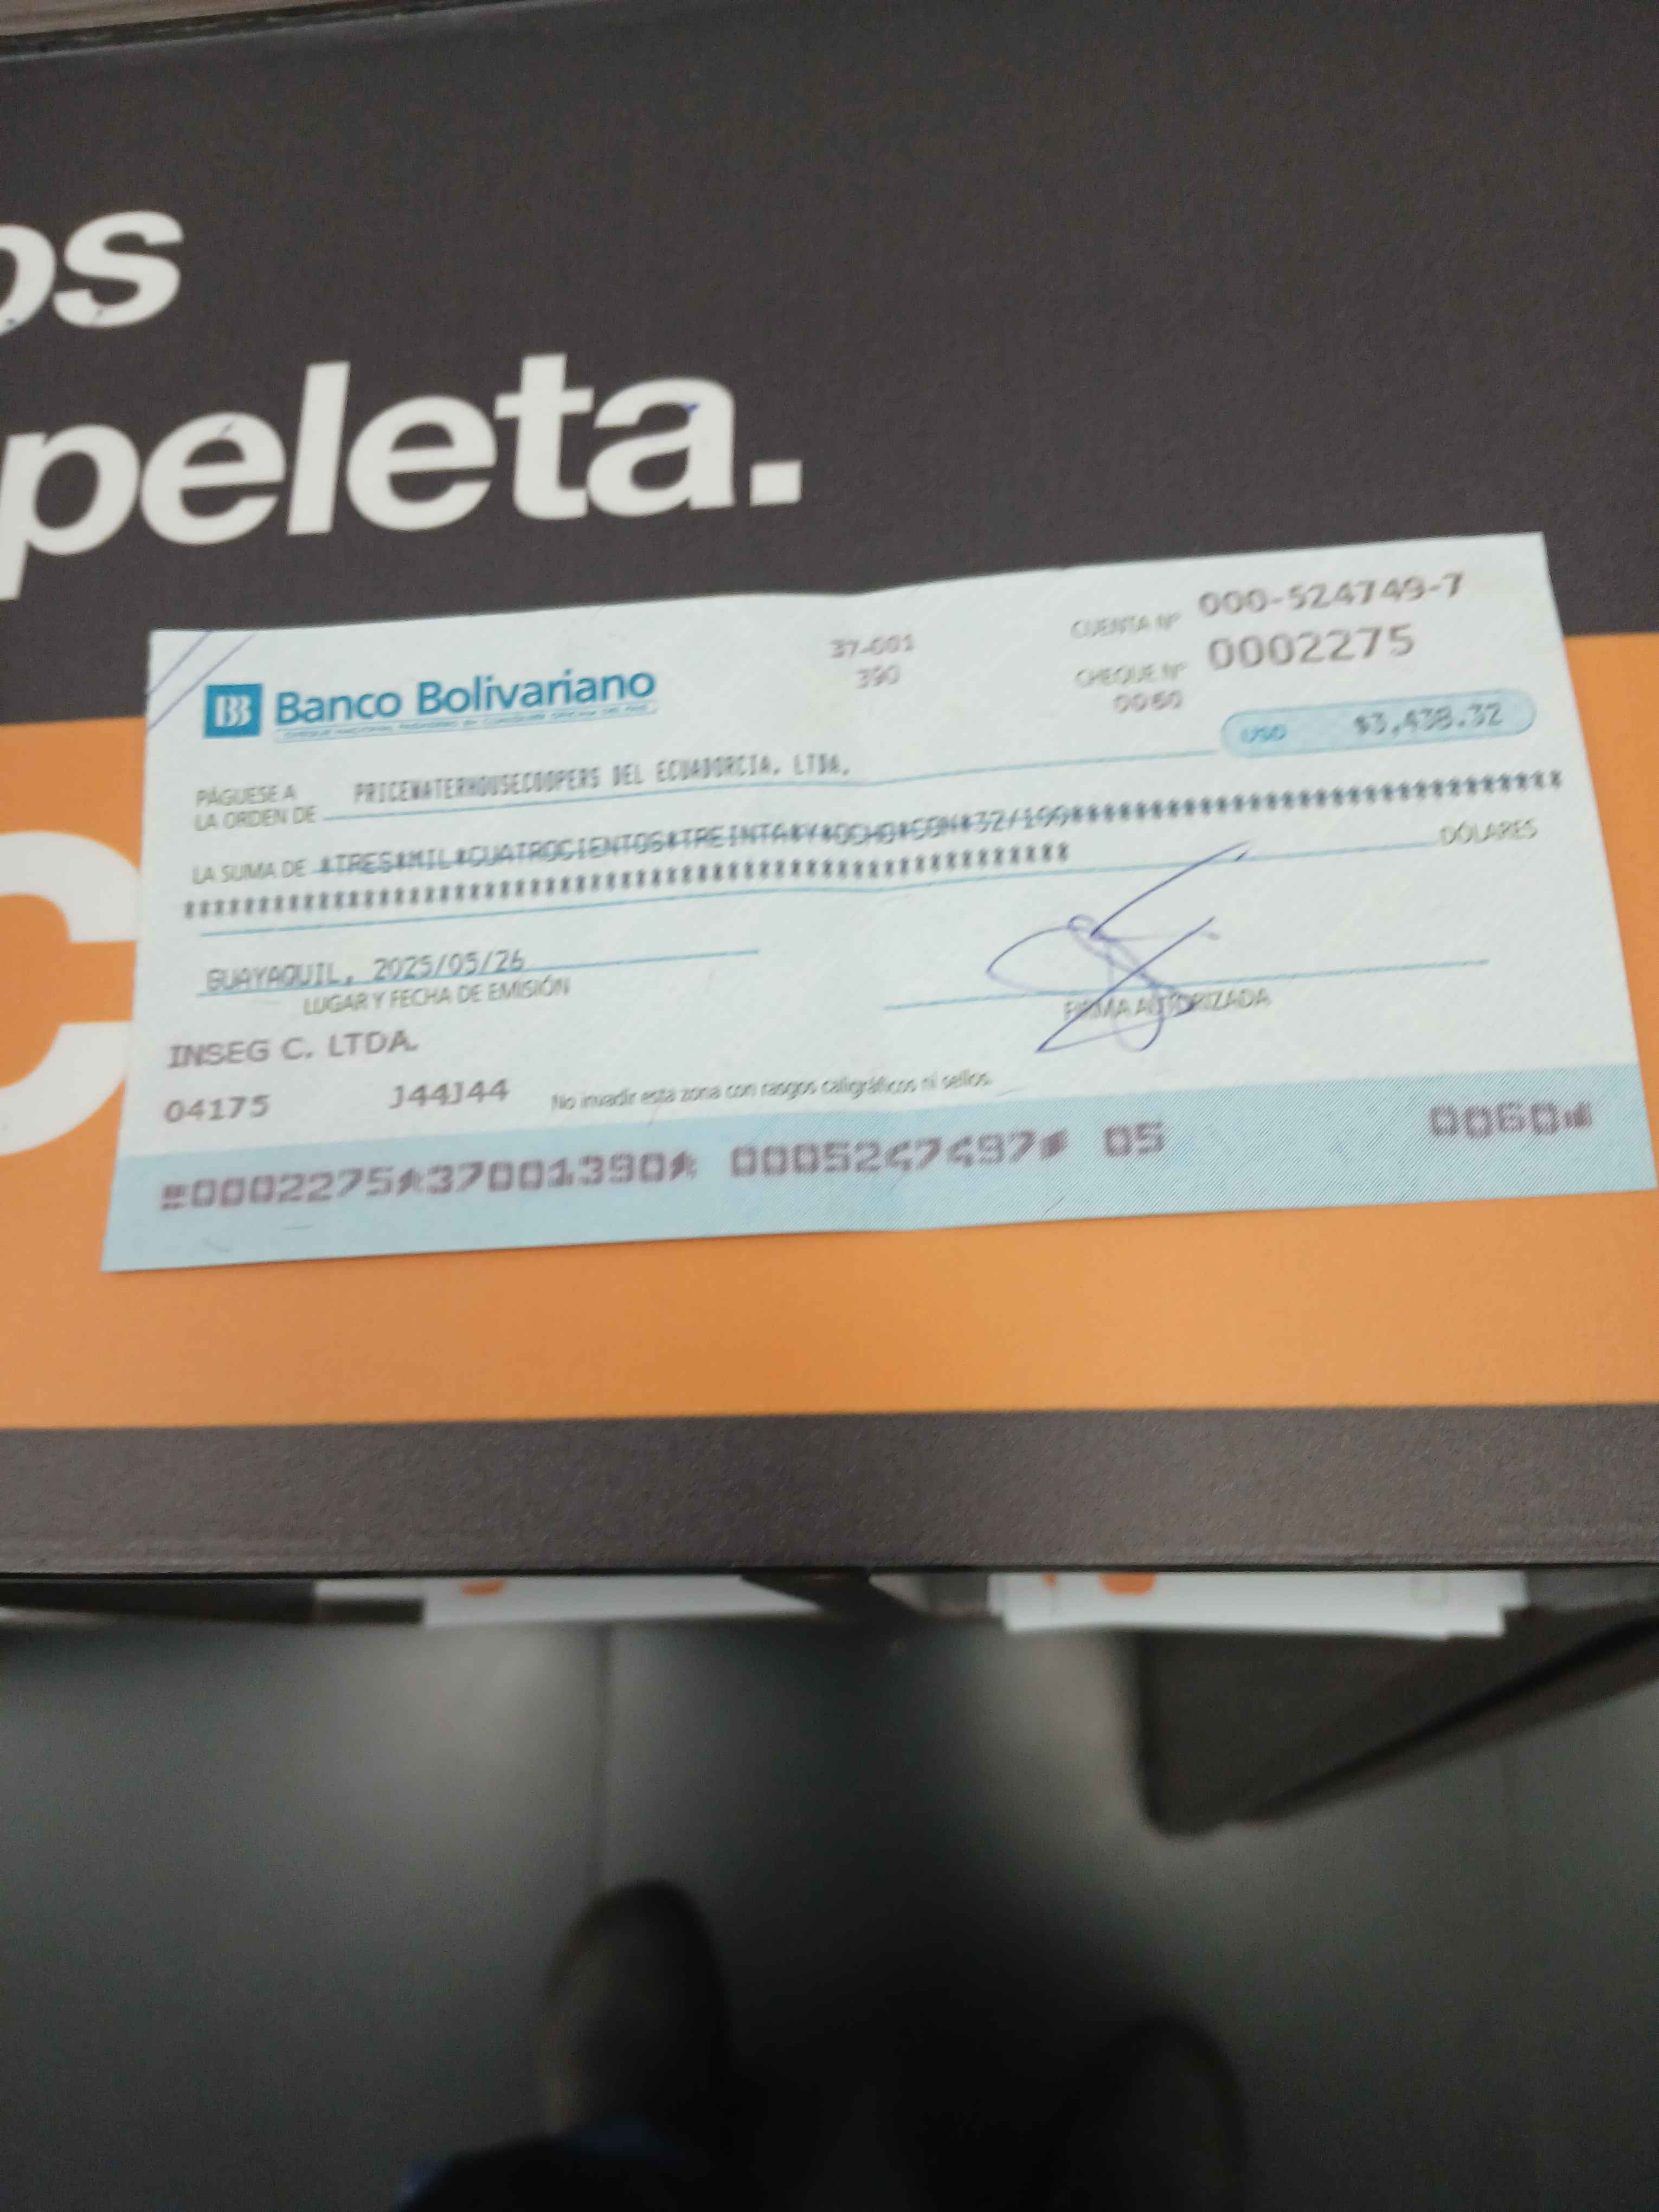 os
peleta.
C
BB Banco Bolivariano
37-001
390
CUENTA Nº 000-524749-7
CHEQUE Nº 0002275
0060
USD $3,438.32
PÁGUESE A
LA ORDEN DE PRICEWATERHOUSECOOPERS DEL ECUADORCIA. LTDA.
LA SUMA DE *TRES*MIL*CUATROCIENTOS*TREINTA*Y*OCHO*CON*32/100******************************
DÓLARES
************************************************************
GUAYAQUIL, 2025/05/26
LUGAR Y FECHA DE EMISIÓN
FIRMA AUTORIZADA
INSEG C. LTDA.
04175 J44J44
No invadir esta zona con rasgos caligráficos ni sellos.
⑈0002275⑆37001390⑆ 0005247497⑈ 05 0060⑈